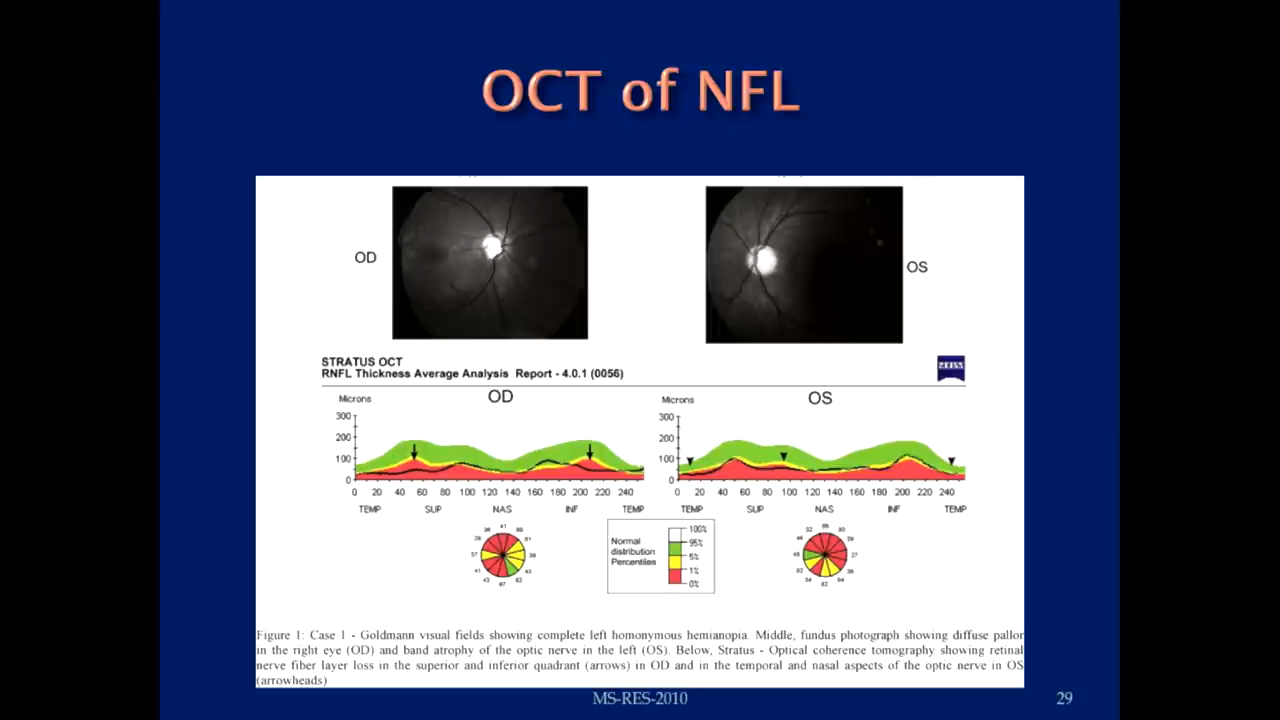 OCT of NFL
OD
OS
STRATUS OCT
RNFL Thickness Average Analysis Report - 4.0.1 (0056)
ZEISS
Microns
OD
Microns
OS
300
200
100
0
300
200
100
0
0 20 40 60 80 100 120 140 160 180 200 220 240
0 20 40 60 80 100 120 140 160 180 200 220 240
TEMP SUP NAS INF TEMP
TEMP SUP NAS INF TEMP
Normal
distribution
Percentiles
100%
95%
5%
1%
0%
Figure 1: Case 1 - Goldmann visual fields showing complete left homonymous hemianopia. Middle, fundus photograph showing diffuse pallor
in the right eye (OD) and band atrophy of the optic nerve in the left (OS). Below, Stratus - Optical coherence tomography showing retinal
nerve fiber layer loss in the superior and inferior quadrant (arrows) in OD and in the temporal and nasal aspects of the optic nerve in OS
(arrowheads)
MS-RES-2010
29